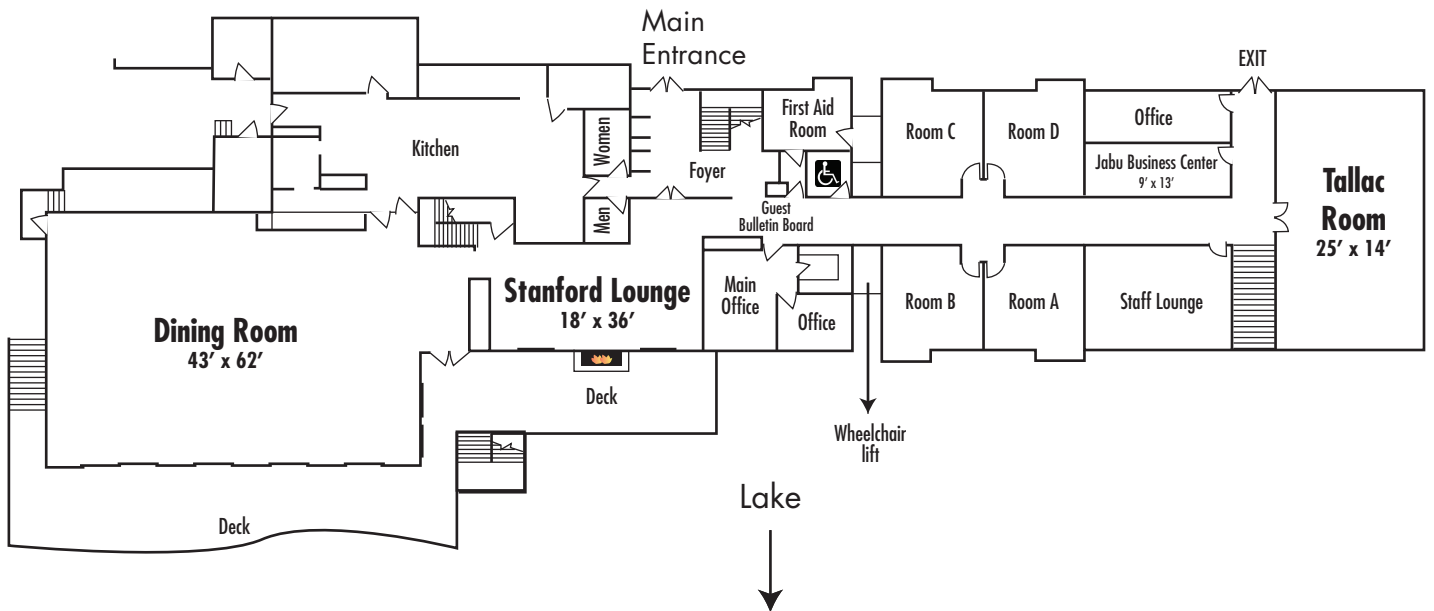 Main
Entrance
EXIT
First Aid
Room
Room C
Room D
Office
Jabu Business Center
9′ x 13′
Tallac
Room
25′ x 14′
Kitchen
Women
Men
Foyer
Guest
Bulletin Board
Stanford Lounge
18′ x 36′
Main
Office
Office
Room B
Room A
Staff Lounge
Dining Room
43′ x 62′
Deck
Wheelchair
lift
Lake
Deck